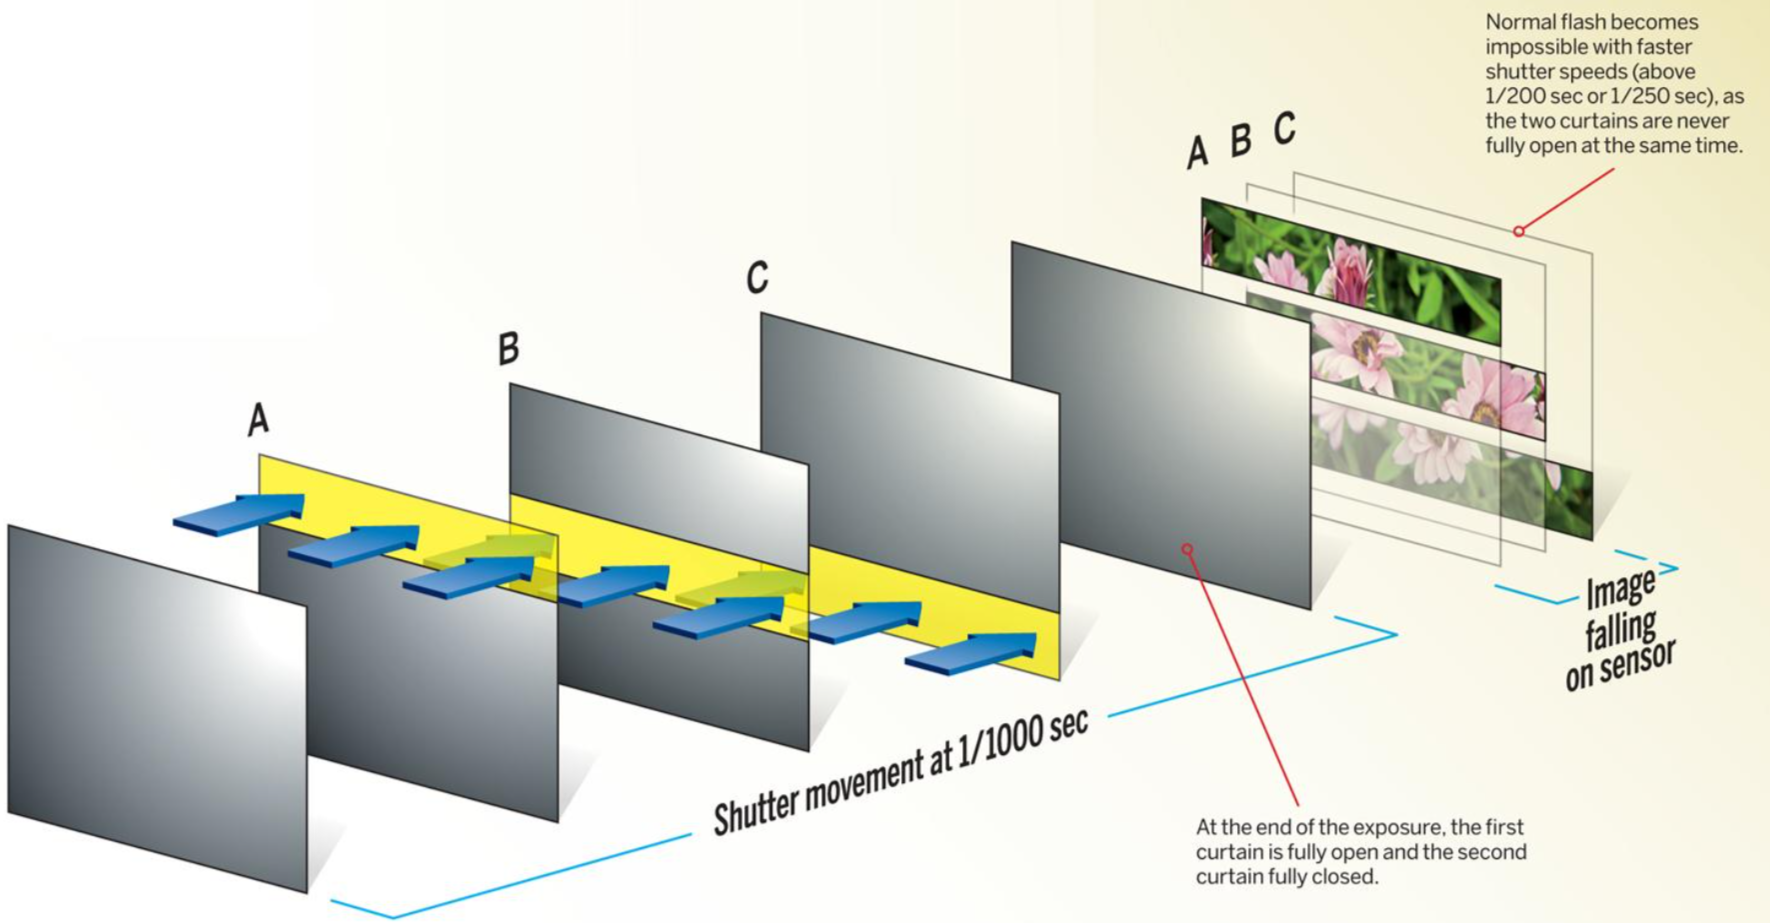 Normal flash becomes
impossible with faster
shutter speeds (above
1/200 sec or 1/250 sec), as
the two curtains are never
fully open at the same time.
A B C
C
B
A
Image
falling
on sensor
Shutter movement at 1/1000 sec
At the end of the exposure, the first
curtain is fully open and the second
curtain fully closed.